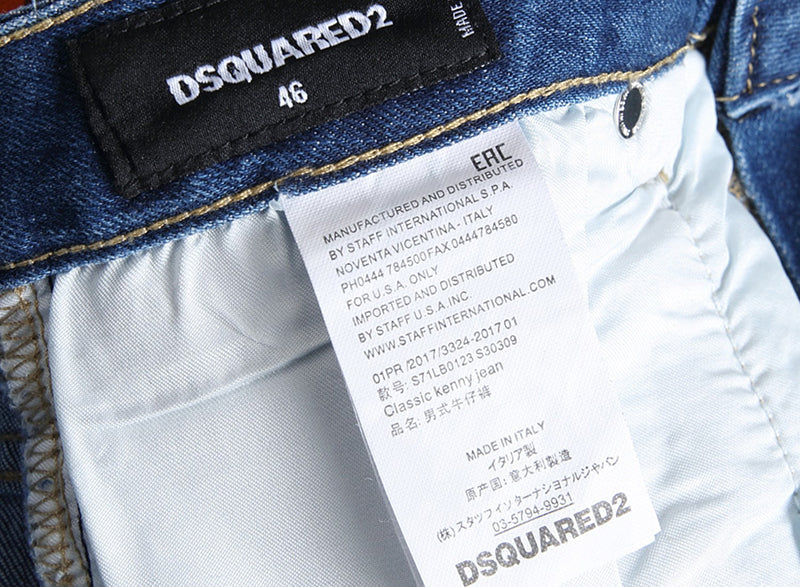 DSQUARED2
46
MADE
EAC
MANUFACTURED AND DISTRIBUTED
BY STAFF INTERNATIONAL S.P.A.
NOVENTA VICENTINA - ITALY
PH0444 784500FAX0444784580
FOR U.S.A. ONLY
IMPORTED AND DISTRIBUTED
BY STAFF U.S.A.INC.
WWW.STAFFINTERNATIONAL.COM
01PR /2017/3324-2017 01
款号: S71LB0123 S30309
Classic kenny jean
品名: 男式牛仔裤
MADE IN ITALY
イタリア製
原产国: 意大利製造
(株)スタッフインターナショナルジャパン
03-5794-9931
DSQUARED2